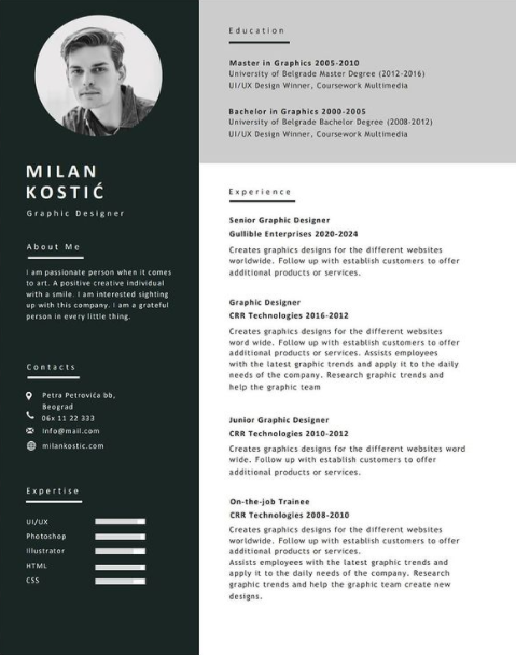 MILAN
KOSTIĆ
Graphic Designer
About Me
I am passionate person when it comes
to art. A positive creative individual
with a smile. I am interested sighting
up with this company. I am a grateful
person in every little thing.
Contacts
Petra Petrovića bb,
Beograd
06x 11 22 333
info@mail.com
milankostic.com
Expertise
UI/UX
Photoshop
Illustrator
HTML
CSS
Education
Master in Graphics 2005-2010
University of Belgrade Master Degree (2012-2016)
UI/UX Design Winner, Coursework Multimedia
Bachelor in Graphics 2000-2005
University of Belgrade Bachelor Degree (2008-2012)
UI/UX Design Winner, Coursework Multimedia
Experience
Senior Graphic Designer
Gullible Enterprises 2020-2024
Creates graphics designs for the different websites
worldwide. Follow up with establish customers to offer
additional products or services.
Graphic Designer
CRR Technologies 2016-2012
Creates graphics designs for the different websites
word wide. Follow up with establish customers to offer
additional products or services. Assists employees
with the latest graphic trends and apply it to the daily
needs of the company. Research graphic trends and
help the graphic team
Junior Graphic Designer
CRR Technologies 2010-2012
Creates graphics designs for the different websites word
wide. Follow up with establish customers to offer
additional products or services.
On-the-job Trainee
CRR Technologies 2008-2010
Creates graphics designs for the different websites
worldwide. Follow up with establish customers to offer
additional products or services.
Assists employees with the latest graphic trends and
apply it to the daily needs of the company. Research
graphic trends and help the graphic team create new
designs.